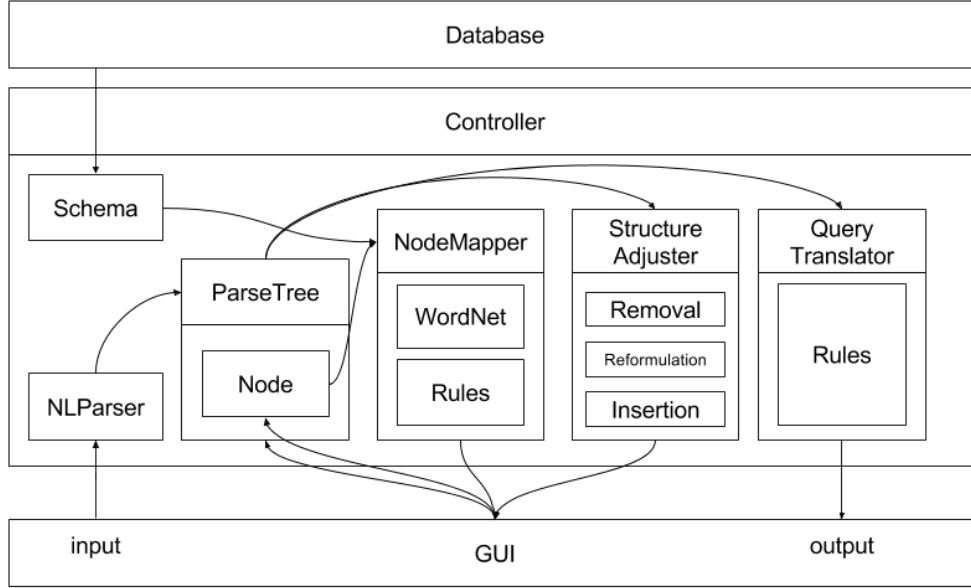 Database
Controller
Schema
NodeMapper
Structure
Adjuster
Query
Translator
ParseTree
WordNet
Removal
Reformulation
Rules
Node
NLParser
Rules
Insertion
input
GUI
output